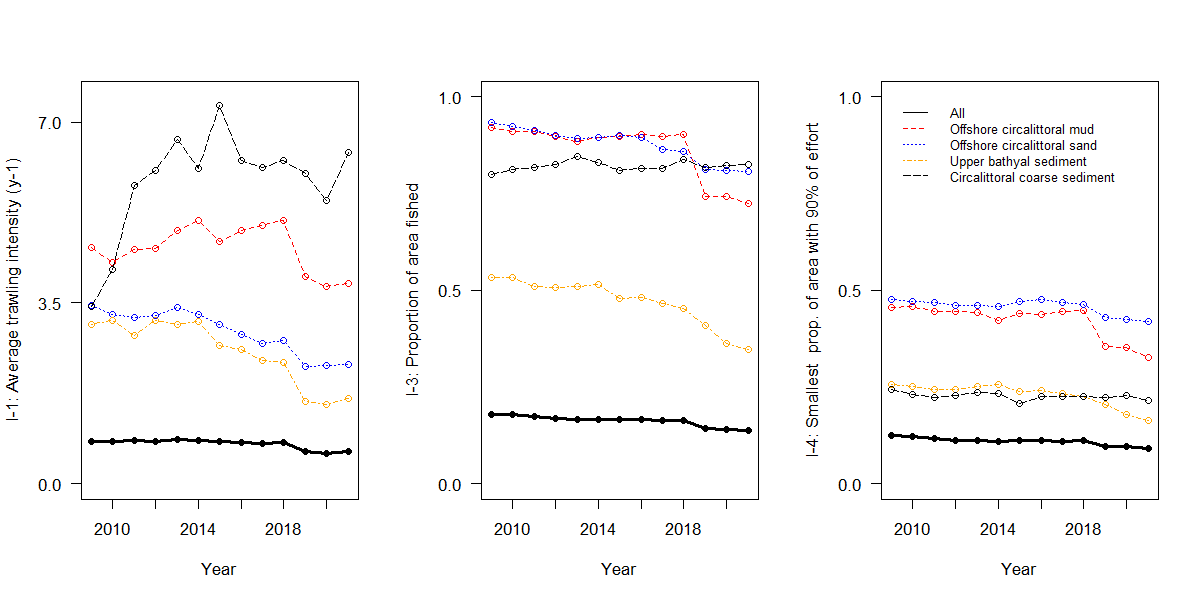 I-1: Average trawling intensity (y-1)
7.0
3.5
0.0
2010 2014 2018
Year
I-3: Proportion of area fished
1.0
0.5
0.0
2010 2014 2018
Year
I-4: Smallest  prop. of area with 90% of effort
1.0
0.5
0.0
All
Offshore circalittoral mud
Offshore circalittoral sand
Upper bathyal sediment
Circalittoral coarse sediment
2010 2014 2018
Year